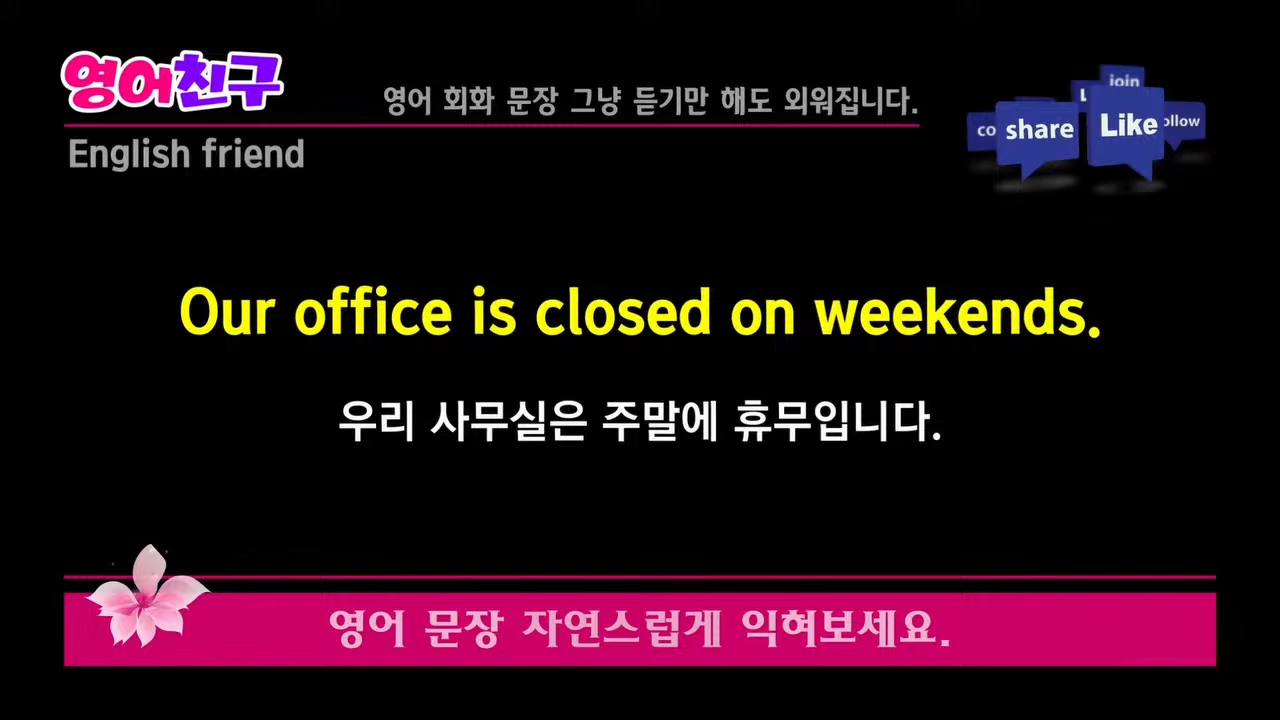 영어친구
영어 회화 문장 그냥 듣기만 해도 외워집니다.
English friend
join
share
Like
Our office is closed on weekends.
우리 사무실은 주말에 휴무입니다.
영어 문장 자연스럽게 익혀보세요.